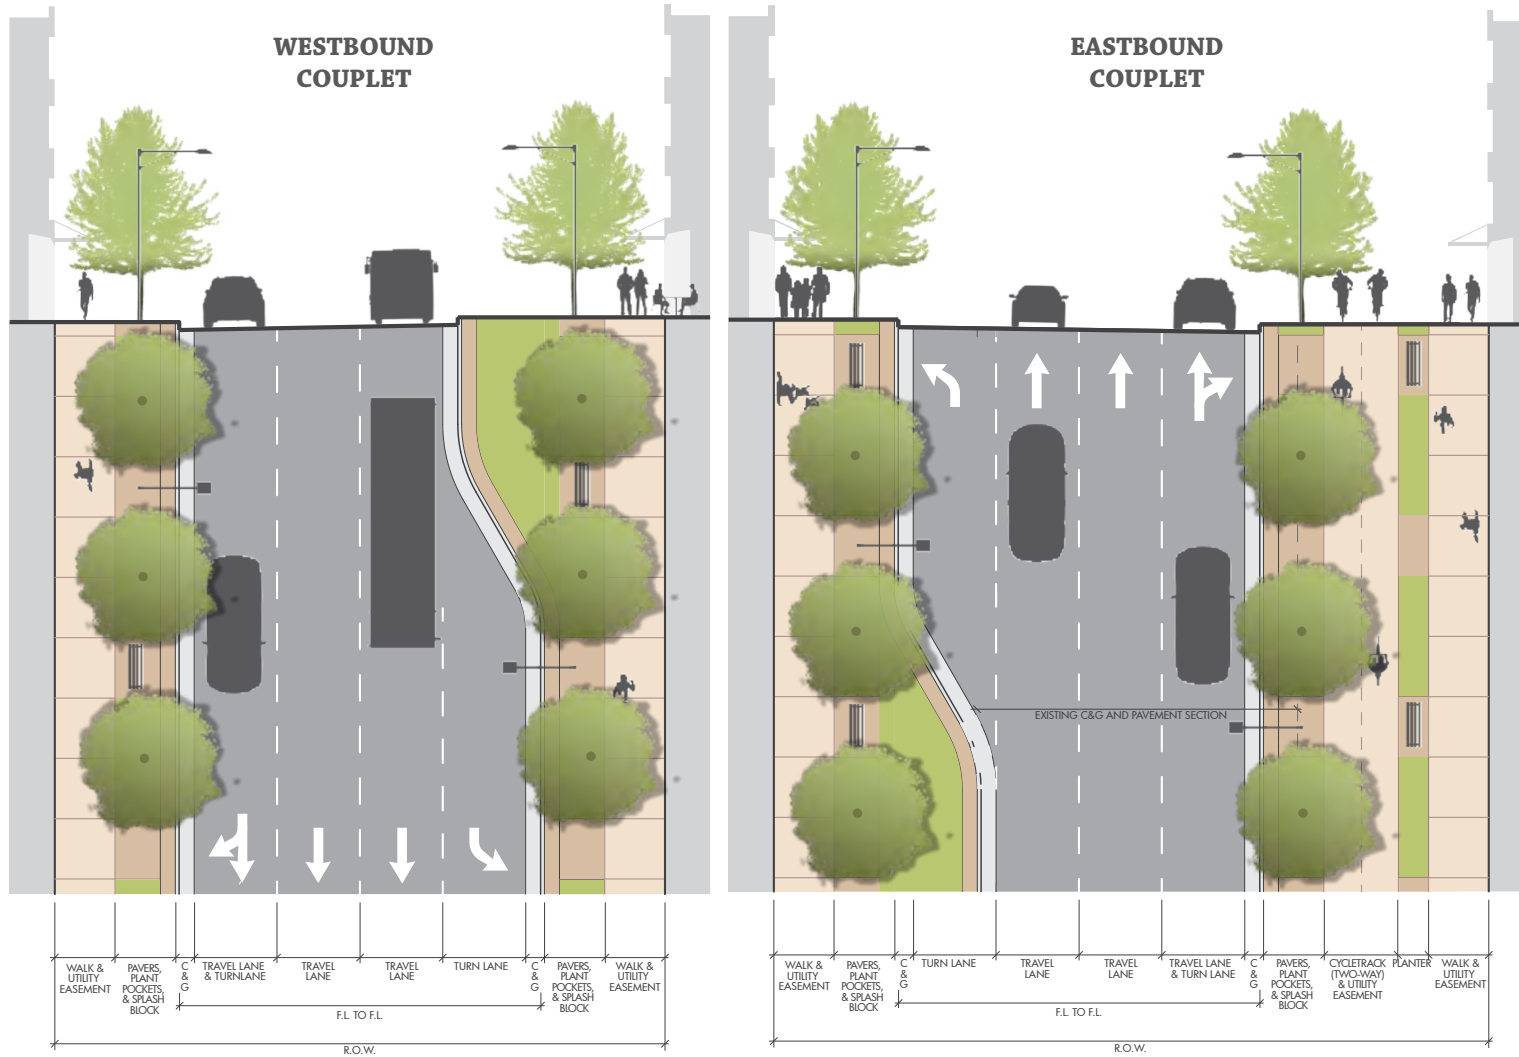 WESTBOUND
COUPLET
EASTBOUND
COUPLET
EXISTING C&G AND PAVEMENT SECTION
WALK &
UTILITY
EASEMENT
PAVERS,
PLANT
POCKETS,
& SPLASH
BLOCK
C
&
G
TRAVEL LANE
& TURNLANE
TRAVEL
LANE
TRAVEL
LANE
TURN LANE
C
&
G
PAVERS,
PLANT
POCKETS,
& SPLASH
BLOCK
WALK &
UTILITY
EASEMENT
F.L. TO F.L.
R.O.W.
WALK &
UTILITY
EASEMENT
PAVERS,
PLANT
POCKETS,
& SPLASH
BLOCK
C
&
G
TURN LANE
TRAVEL
LANE
TRAVEL
LANE
TRAVEL LANE
& TURN LANE
C
&
G
PAVERS,
PLANT
POCKETS,
& SPLASH
BLOCK
CYCLETRACK
(TWO-WAY)
& UTILITY
EASEMENT
PLANTER
WALK &
UTILITY
EASEMENT
F.L. TO F.L.
R.O.W.